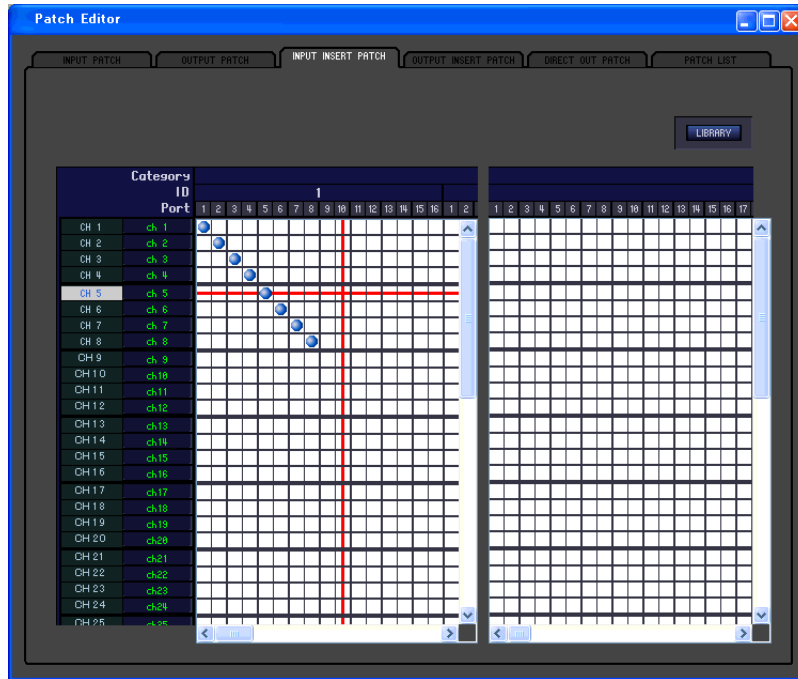 Patch Editor
INPUT PATCH
OUTPUT PATCH
INPUT INSERT PATCH
OUTPUT INSERT PATCH
DIRECT OUT PATCH
PATCH LIST
LIBRARY
Category
ID 1
Port 1 2 3 4 5 6 7 8 9 10 11 12 13 14 15 16 1 2 1 2 3 4 5 6 7 8 9 10 11 12 13 14 15 16 17
CH 1 ch 1
CH 2 ch 2
CH 3 ch 3
CH 4 ch 4
CH 5 ch 5
CH 6 ch 6
CH 7 ch 7
CH 8 ch 8
CH 9 ch 9
CH 10 ch10
CH 11 ch11
CH 12 ch12
CH 13 ch13
CH 14 ch14
CH 15 ch15
CH 16 ch16
CH 17 ch17
CH 18 ch18
CH 19 ch19
CH 20 ch20
CH 21 ch21
CH 22 ch22
CH 23 ch23
CH 24 ch24
CH 25 ch25